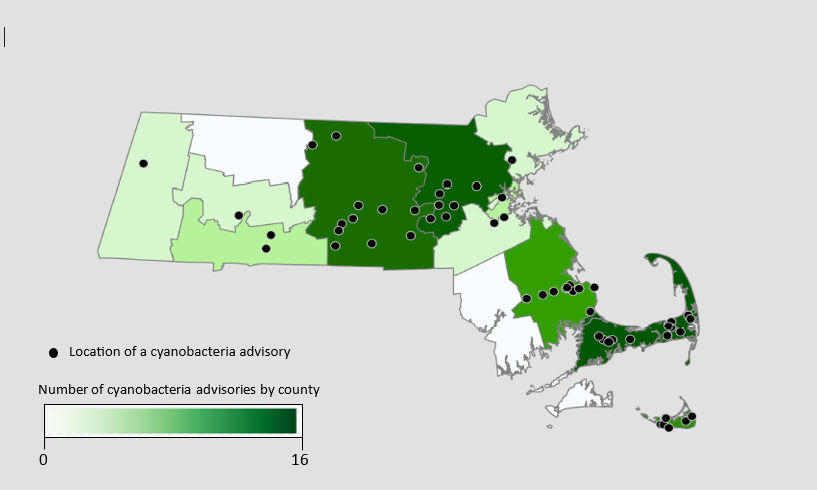 Location of a cyanobacteria advisory
Number of cyanobacteria advisories by county
0 16